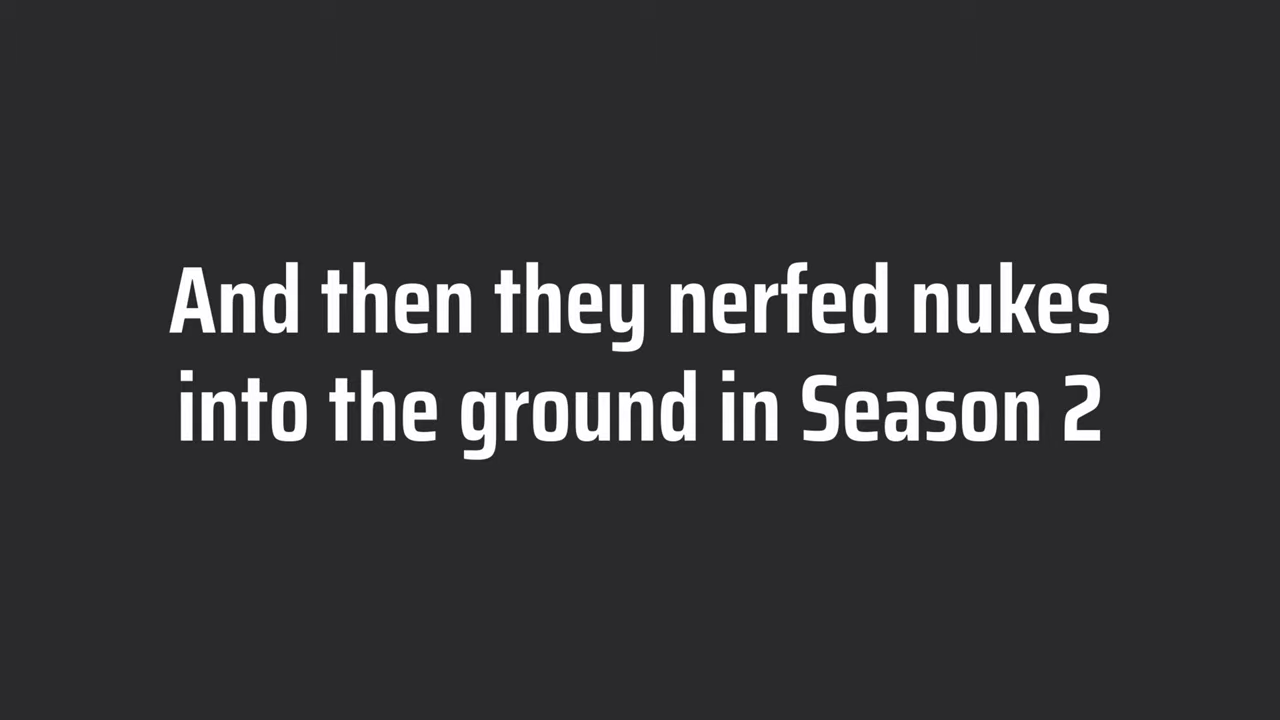 And then they nerfed nukes
into the ground in Season 2